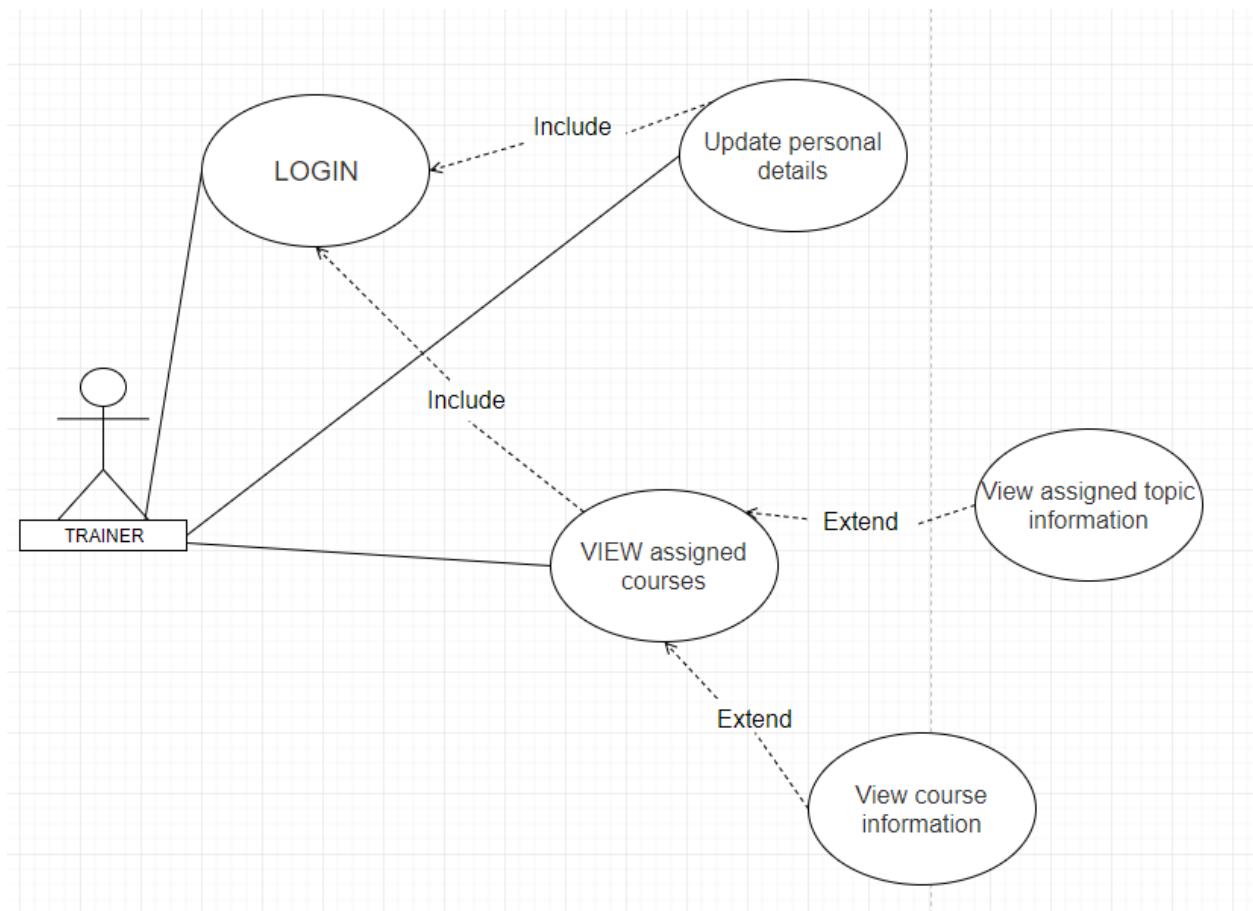 Include
Update personal
details
LOGIN
Include
TRAINER
VIEW assigned
courses
Extend
View assigned topic
information
Extend
View course
information